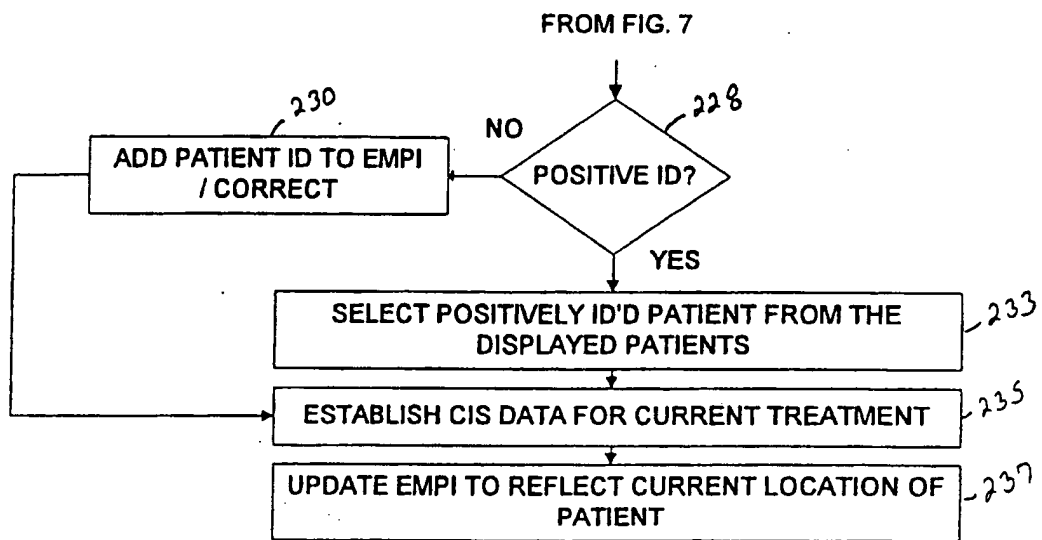 FROM FIG. 7
228
230
NO
ADD PATIENT ID TO EMPI
/ CORRECT
POSITIVE ID?
YES
SELECT POSITIVELY ID'D PATIENT FROM THE
DISPLAYED PATIENTS
233
ESTABLISH CIS DATA FOR CURRENT TREATMENT
235
UPDATE EMPI TO REFLECT CURRENT LOCATION OF
PATIENT
237